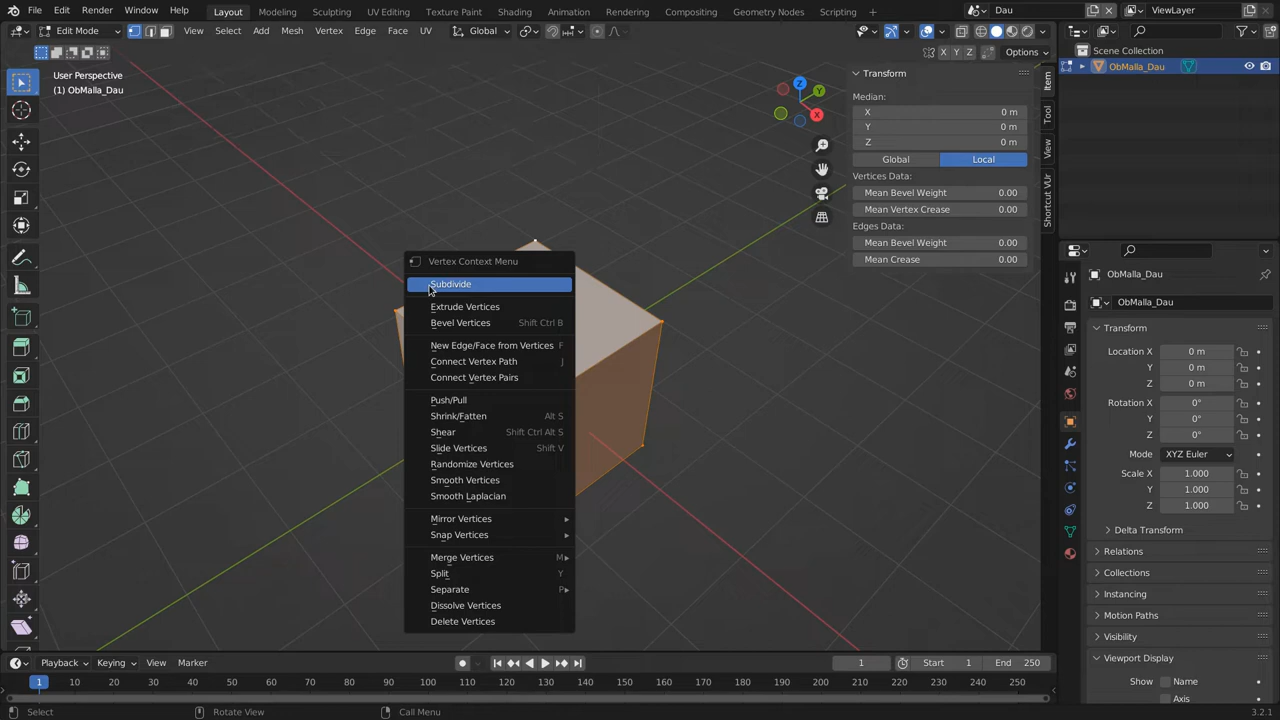 File Edit Render Window Help Layout Modeling Sculpting UV Editing Texture Paint Shading Animation Rendering Compositing Geometry Nodes Scripting + Dau ViewLayer
Edit Mode View Select Add Mesh Vertex Edge Face UV Global
X Y Z Options
User Perspective
(1) ObMalla_Dau
Z
Y
X
Transform
Median:
X 0 m
Y 0 m
Z 0 m
Global Local
Vertices Data:
Mean Bevel Weight 0.00
Mean Vertex Crease 0.00
Edges Data:
Mean Bevel Weight 0.00
Mean Crease 0.00
Item
Tool
View
Shortcut VUr
Vertex Context Menu
Subdivide
Extrude Vertices
Bevel Vertices Shift Ctrl B
New Edge/Face from Vertices F
Connect Vertex Path J
Connect Vertex Pairs
Push/Pull
Shrink/Fatten Alt S
Shear Shift Ctrl Alt S
Slide Vertices Shift V
Randomize Vertices
Smooth Vertices
Smooth Laplacian
Mirror Vertices
Snap Vertices
Merge Vertices M
Split Y
Separate P
Dissolve Vertices
Delete Vertices
Scene Collection
ObMalla_Dau
ObMalla_Dau
ObMalla_Dau
Transform
Location X 0 m
Y 0 m
Z 0 m
Rotation X 0°
Y 0°
Z 0°
Mode XYZ Euler
Scale X 1.000
Y 1.000
Z 1.000
Delta Transform
Relations
Collections
Instancing
Motion Paths
Visibility
Viewport Display
Show Name
Axis
Playback Keying View Marker 1 Start 1 End 250
1 10 20 30 40 50 60 70 80 90 100 110 120 130 140 150 160 170 180 190 200 210 220 230 240 250
Select Rotate View Call Menu 3.2.1